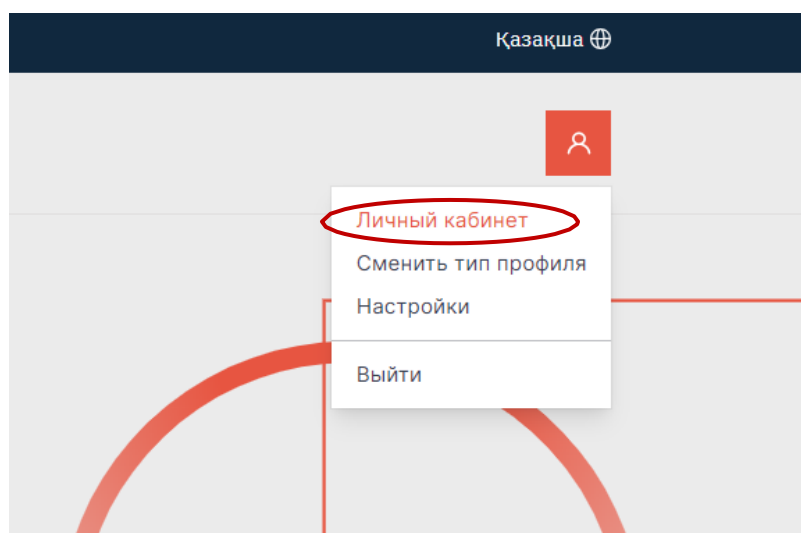 Қазақша
Личный кабинет
Сменить тип профиля
Настройки
Выйти